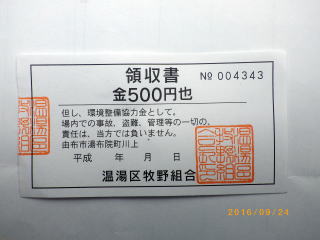 領収書 № 004343
金500円也
但し、環境整備協力金として。
場内での事故、盗難、管理等の一切の、
責任は、当方では負いません。
由布市湯布院町川上
平成 年 月 日
温湯区牧野組合
2016/09/24